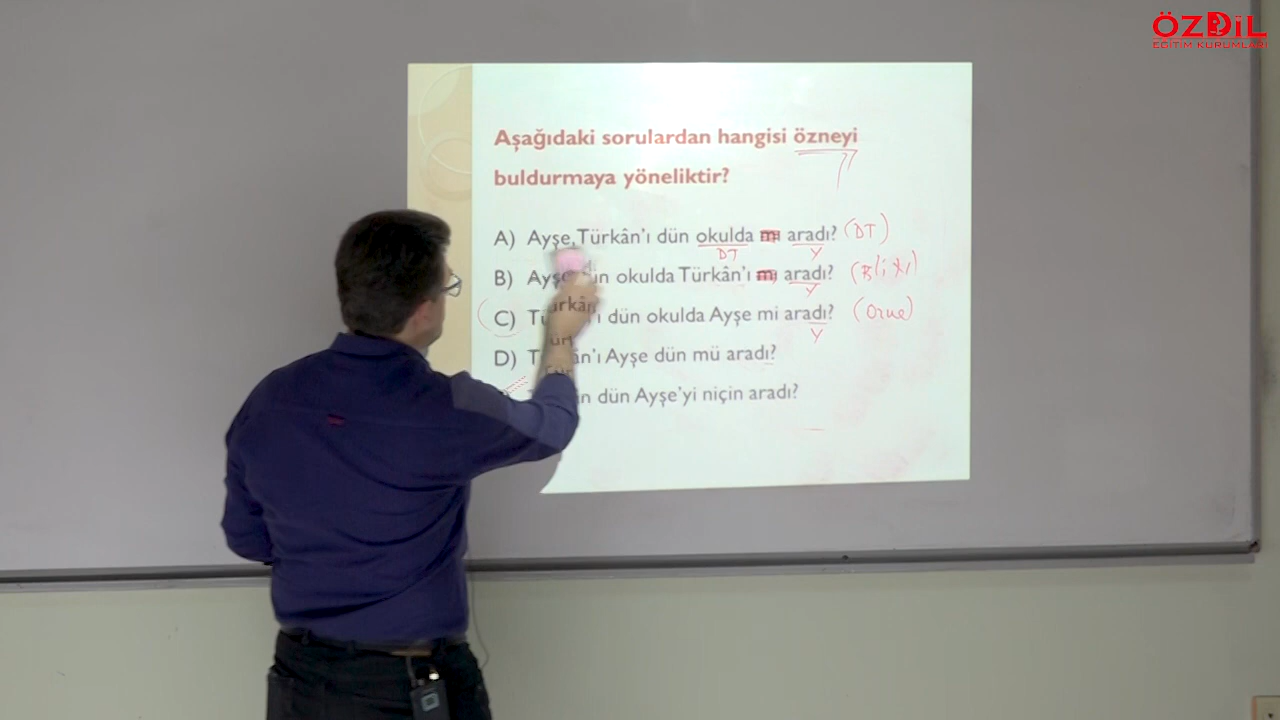 ÖZDİL
EĞİTİM KURUMLARI
Aşağıdaki sorulardan hangisi özneyi
buldurmaya yöneliktir?
A) Ayşe, Türkân'ı dün okulda mı aradı? (DT)
DT Y
B) Ayşe dün okulda Türkân'ı mı aradı?
Y
C) Türkân'ı dün okulda Ayşe mi aradı? (Özne)
Y
D) Türkân'ı Ayşe dün mü aradı?
dün Ayşe'yi niçin aradı?